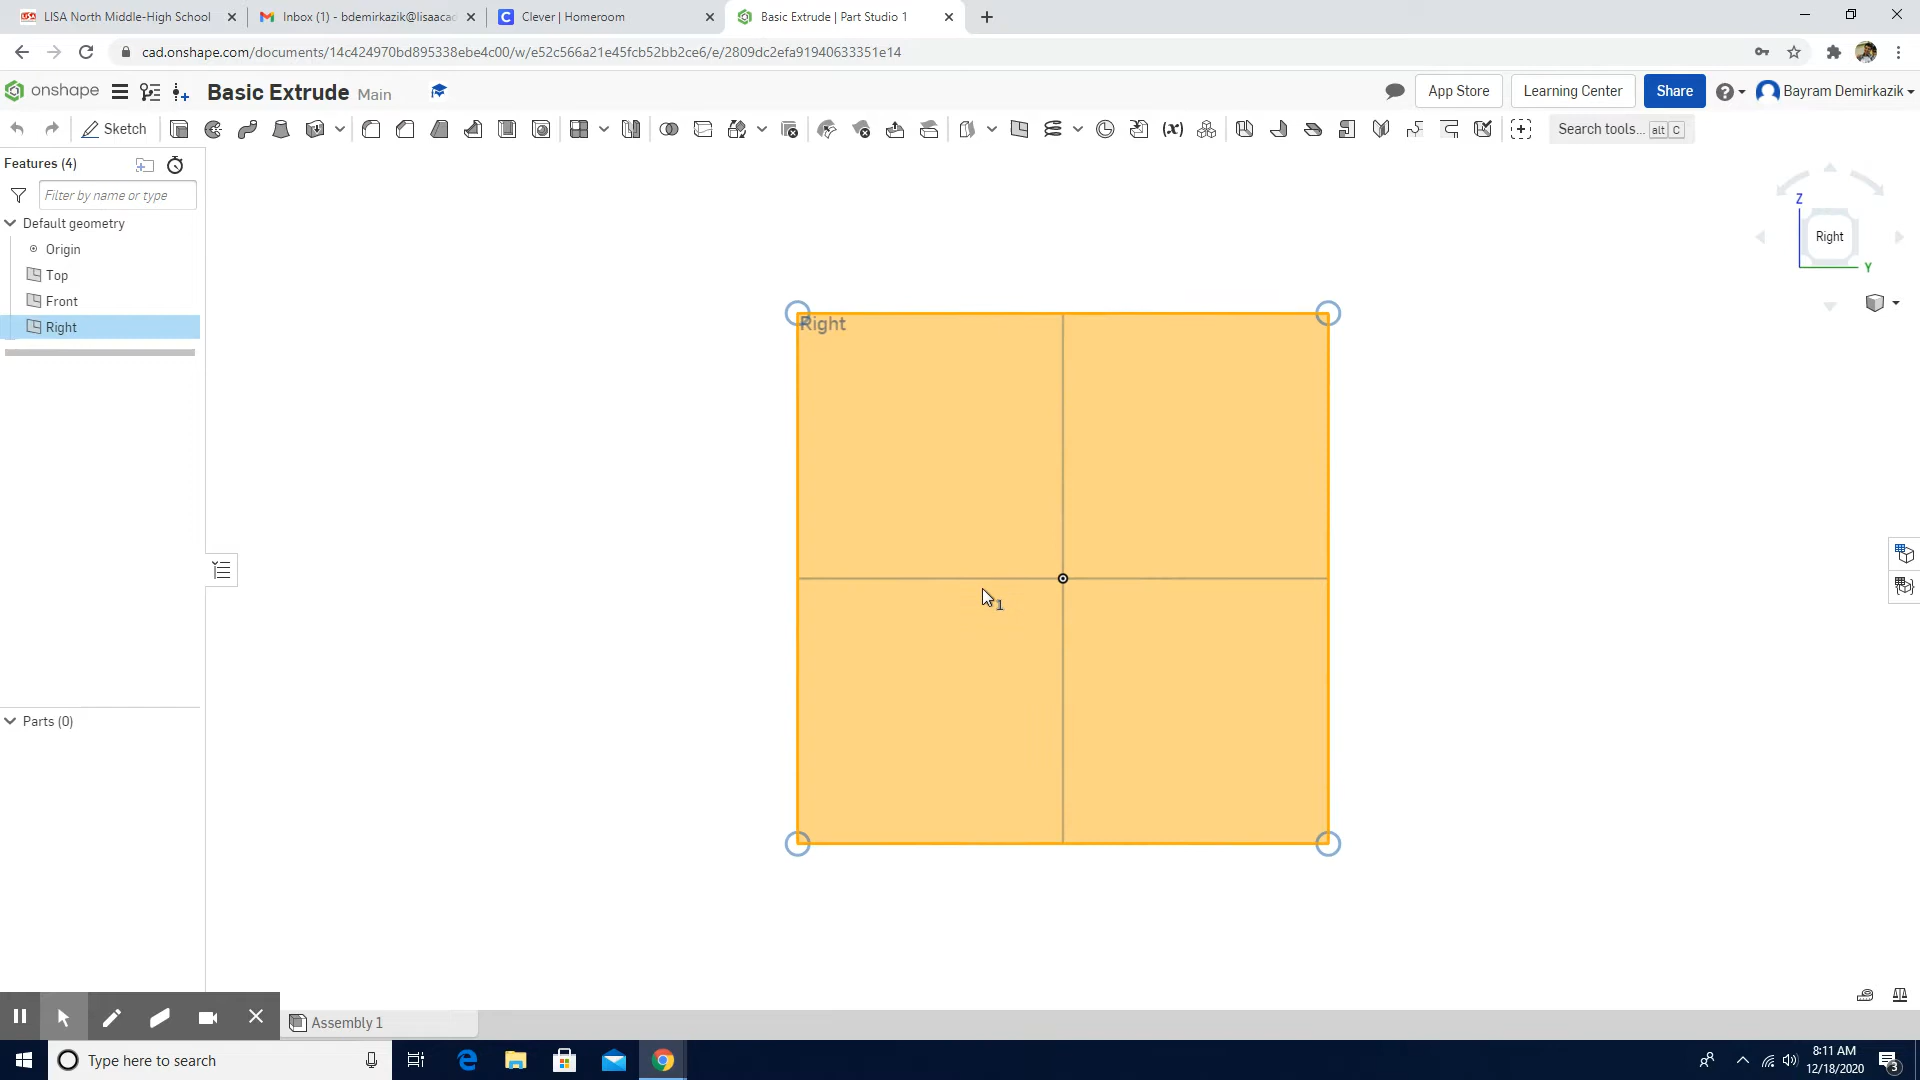 LISA North Middle-High School
Inbox (1) - bdemirkazik@lisaacad
Clever | Homeroom
Basic Extrude | Part Studio 1
cad.onshape.com/documents/14c424970bd895338ebe4c00/w/e52c566a21e45fcb52bb2ce6/e/2809dc2efa91940633351e14
onshape
Basic Extrude Main
App Store
Learning Center
Share
Bayram Demirkazik
Sketch
(x)
Search tools... alt C
Features (4)
Filter by name or type
Default geometry
Origin
Top
Front
Right
Right
1
Z
Right
Y
Parts (0)
Assembly 1
Type here to search
8:11 AM
12/18/2020
3